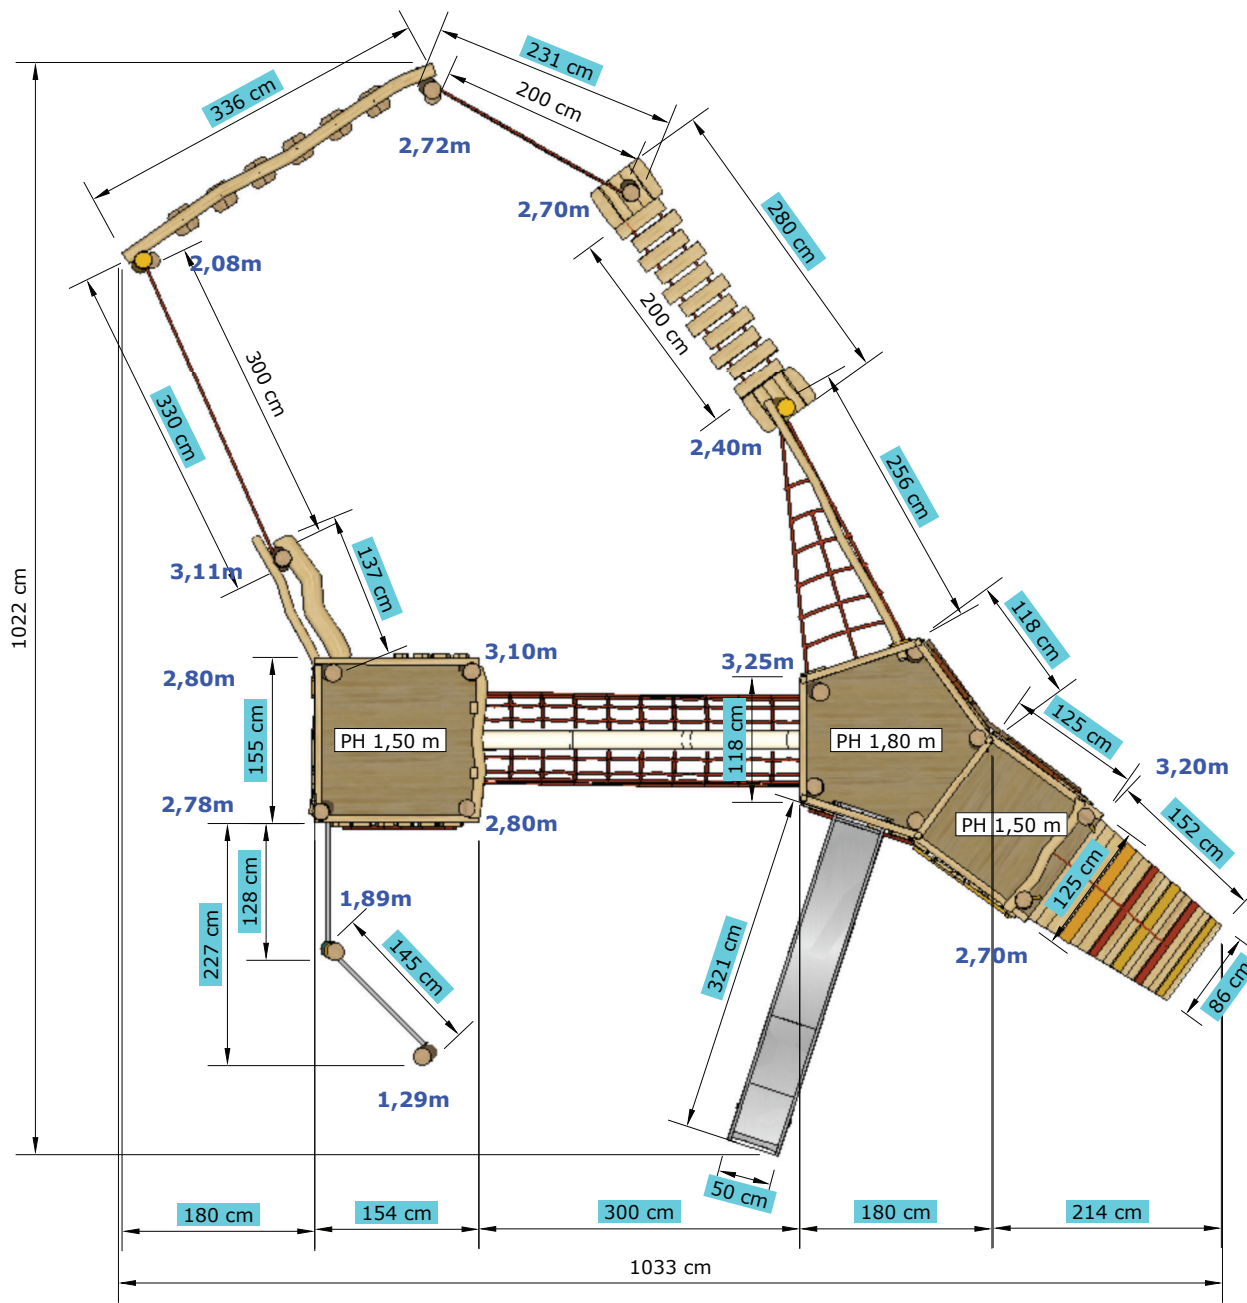 231 cm
336 cm
200 cm
2,72m
2,70m
280 cm
2,08m
200 cm
300 cm
330 cm
2,40m
256 cm
3,11m
137 cm
1022 cm
118 cm
3,10m
3,25m
2,80m
125 cm
155 cm
PH 1,50 m
118 cm
PH 1,80 m
3,20m
2,78m
2,80m
PH 1,50 m
152 cm
125 cm
1,89m
128 cm
227 cm
145 cm
321 cm
2,70m
86 cm
1,29m
50 cm
180 cm
154 cm
300 cm
180 cm
214 cm
1033 cm